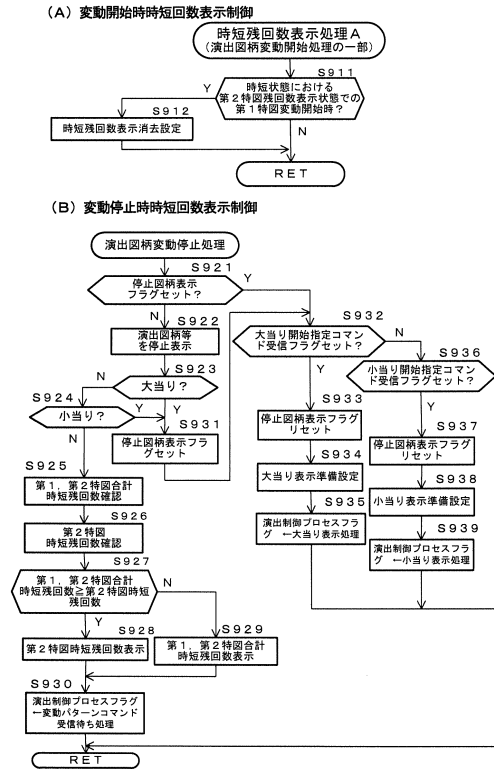 （A）変動開始時時短回数表示制御
時短残回数表示処理A
（演出図柄変動開始処理の一部）
S911
時短状態における
第2特図残回数表示状態での
第1特図変動開始時？
Y
N
S912
時短残回数表示消去設定
RET
（B）変動停止時時短回数表示制御
演出図柄変動停止処理
S921
停止図柄表示
フラグセット？
Y
N
S922
演出図柄等
を停止表示
S923
大当り？
N
Y
S924
小当り？
Y
N
S931
停止図柄表示フラ
グセット
S925
第1，第2特図合計
時短残回数確認
S926
第2特図
時短残回数確認
S927
第1，第2特図合計
時短残回数≧第2特図時短
残回数
N
Y
S928
第2特図時短残回数表示
S929
第1，第2特図合計
時短残回数表示
S930
演出制御プロセスフラグ
←変動パターンコマンド
受信待ち処理
RET
S932
大当り開始指定コマン
ド受信フラグセット？
N
Y
S933
停止図柄表示フラグ
リセット
S934
大当り表示準備設定
S935
演出制御プロセスフラ
グ　←大当り表示処理
S936
小当り開始指定コマン
ド受信フラグセット？
Y
S937
停止図柄表示フラグ
リセット
S938
小当り表示準備設定
S939
演出制御プロセスフラ
グ　←小当り表示処理